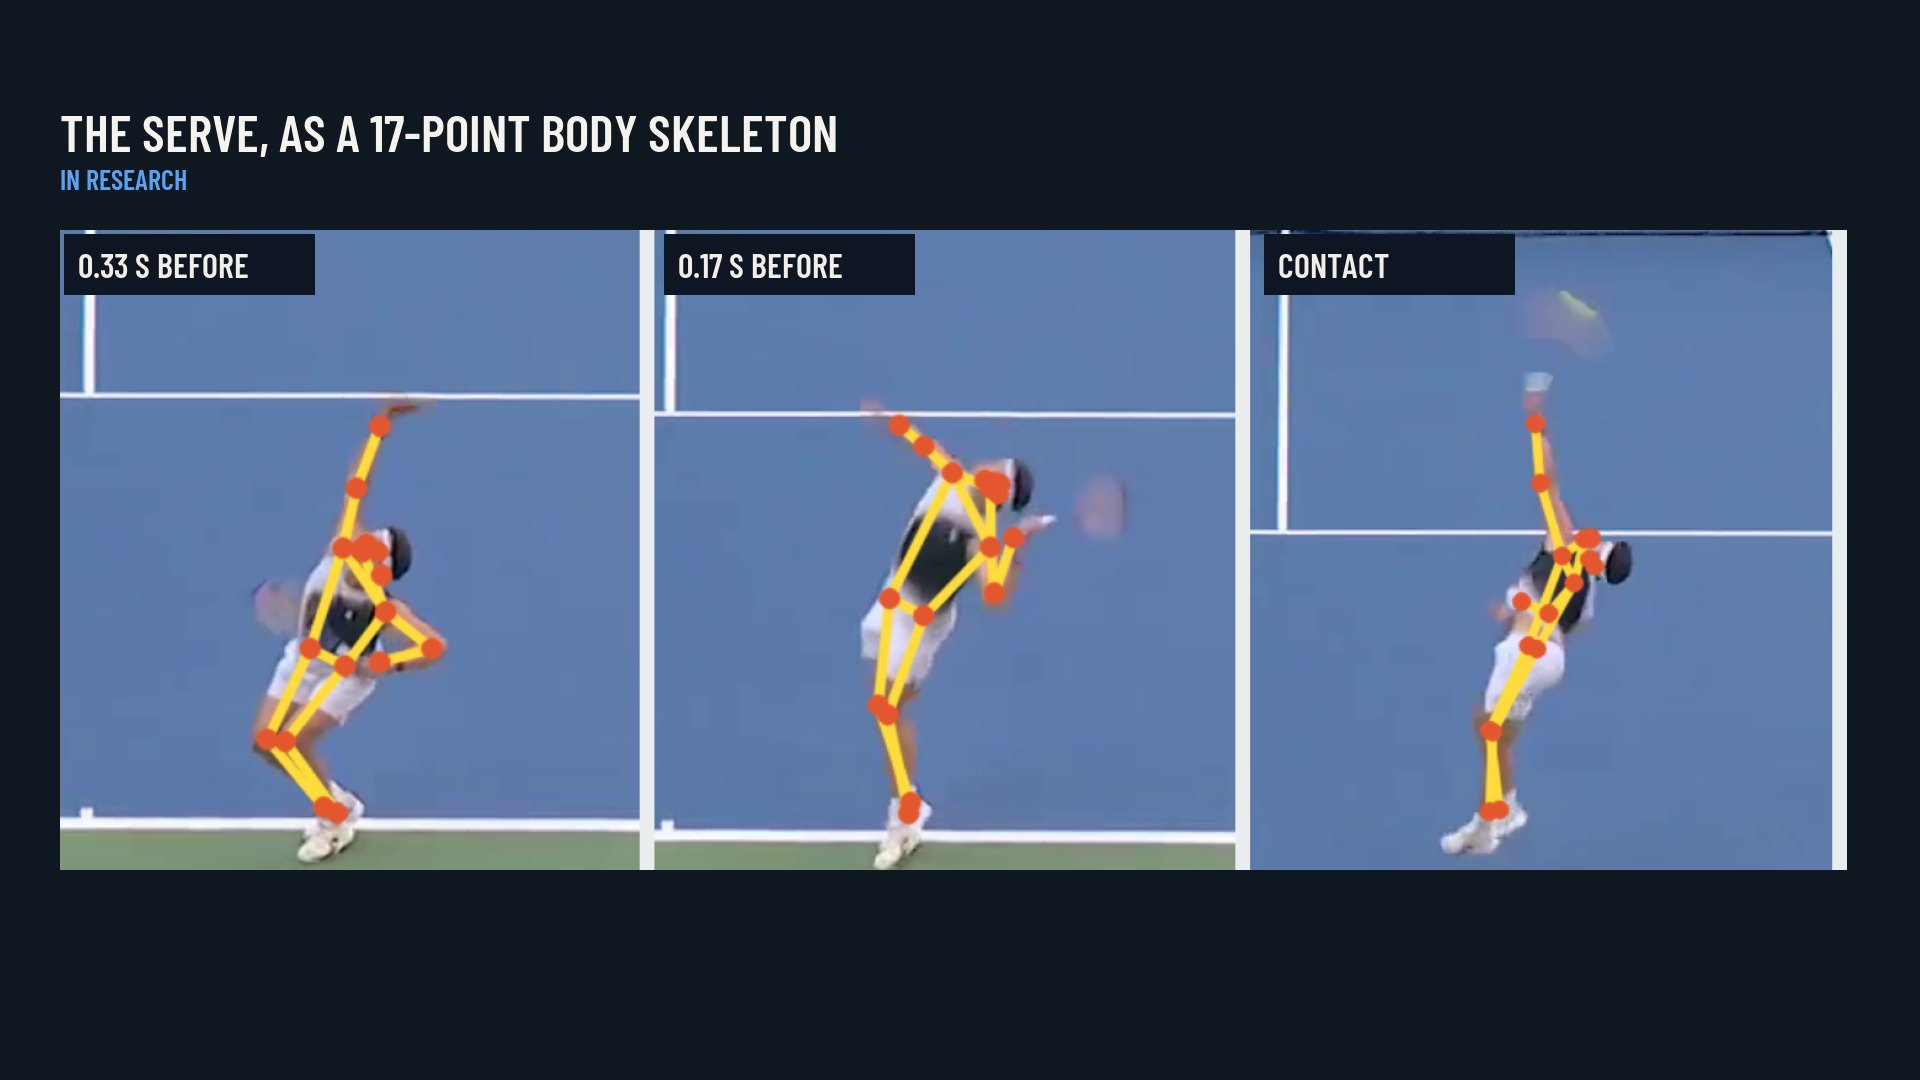 THE SERVE, AS A 17-POINT BODY SKELETON
IN RESEARCH
0.33 S BEFORE
0.17 S BEFORE
CONTACT